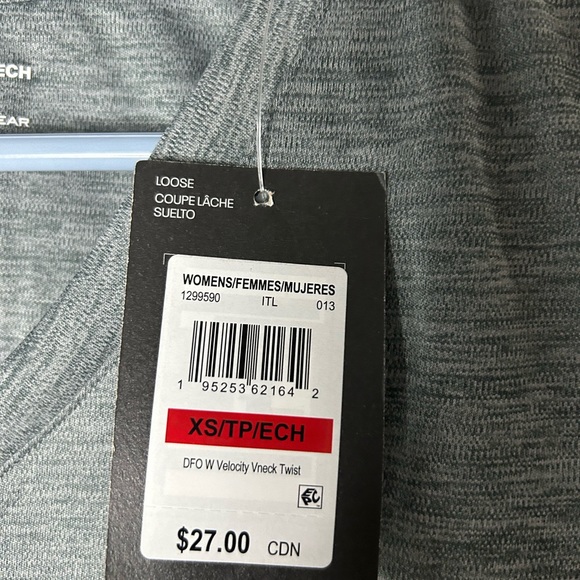 ECH
EAR
LOOSE
COUPE LÂCHE
SUELTO
WOMENS/FEMMES/MUJERES
1299590 ITL 013
1 95253 62164 2
XS/TP/ECH
DFO W Velocity Vneck Twist
$27.00 CDN